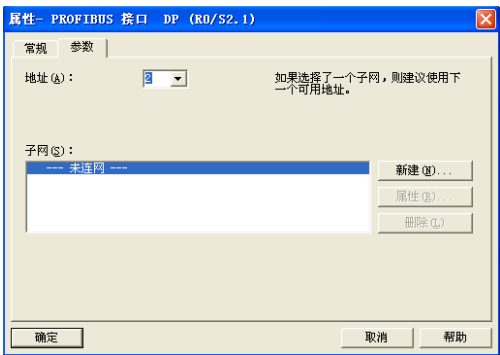 属性- PROFIBUS 接口  DP  (R0/S2.1)
常规 参数
地址(A): 2 如果选择了一个子网，则建议使用下
一个可用地址。
子网(S):
--- 未连网 ---
新建(N)...
属性(R)...
删除(L)
确定 取消 帮助